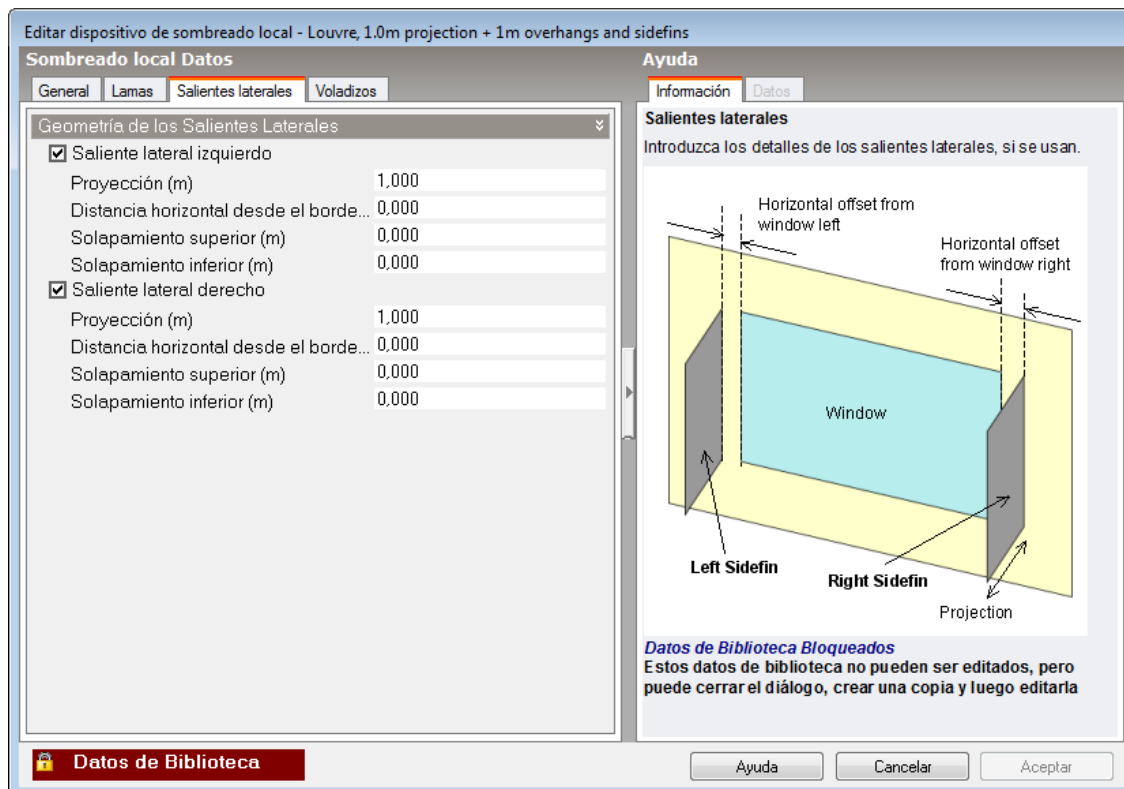 Editar dispositivo de sombreado local - Louvre, 1.0m projection + 1m overhangs and sidefins
Sombreado local Datos
General
Lamas
Salientes laterales
Voladizos
Geometría de los Salientes Laterales
Saliente lateral izquierdo
Proyección (m) 1,000
Distancia horizontal desde el borde... 0,000
Solapamiento superior (m) 0,000
Solapamiento inferior (m) 0,000
Saliente lateral derecho
Proyección (m) 1,000
Distancia horizontal desde el borde... 0,000
Solapamiento superior (m) 0,000
Solapamiento inferior (m) 0,000
Datos de Biblioteca
Ayuda
Información
Datos
Salientes laterales
Introduzca los detalles de los salientes laterales, si se usan.
Horizontal offset from
window left
Horizontal offset
from window right
Window
Left Sidefin
Right Sidefin
Projection
Datos de Biblioteca Bloqueados
Estos datos de biblioteca no pueden ser editados, pero
puede cerrar el diálogo, crear una copia y luego editarla
Ayuda
Cancelar
Aceptar